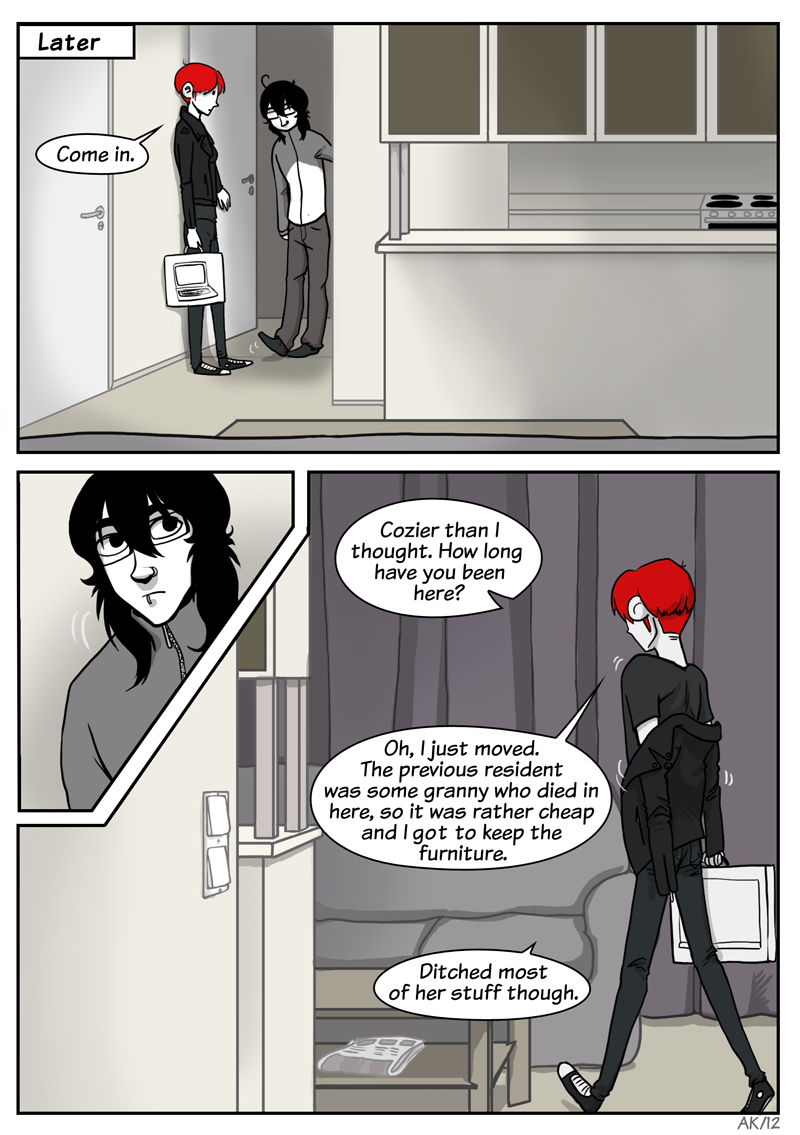 Later
Come in.
Cozier than I
thought. How long
have you been
here?
Oh, I just moved.
The previous resident
was some granny who died in
here, so it was rather cheap
and I got to keep the
furniture.
Ditched most
of her stuff though.
AK/12